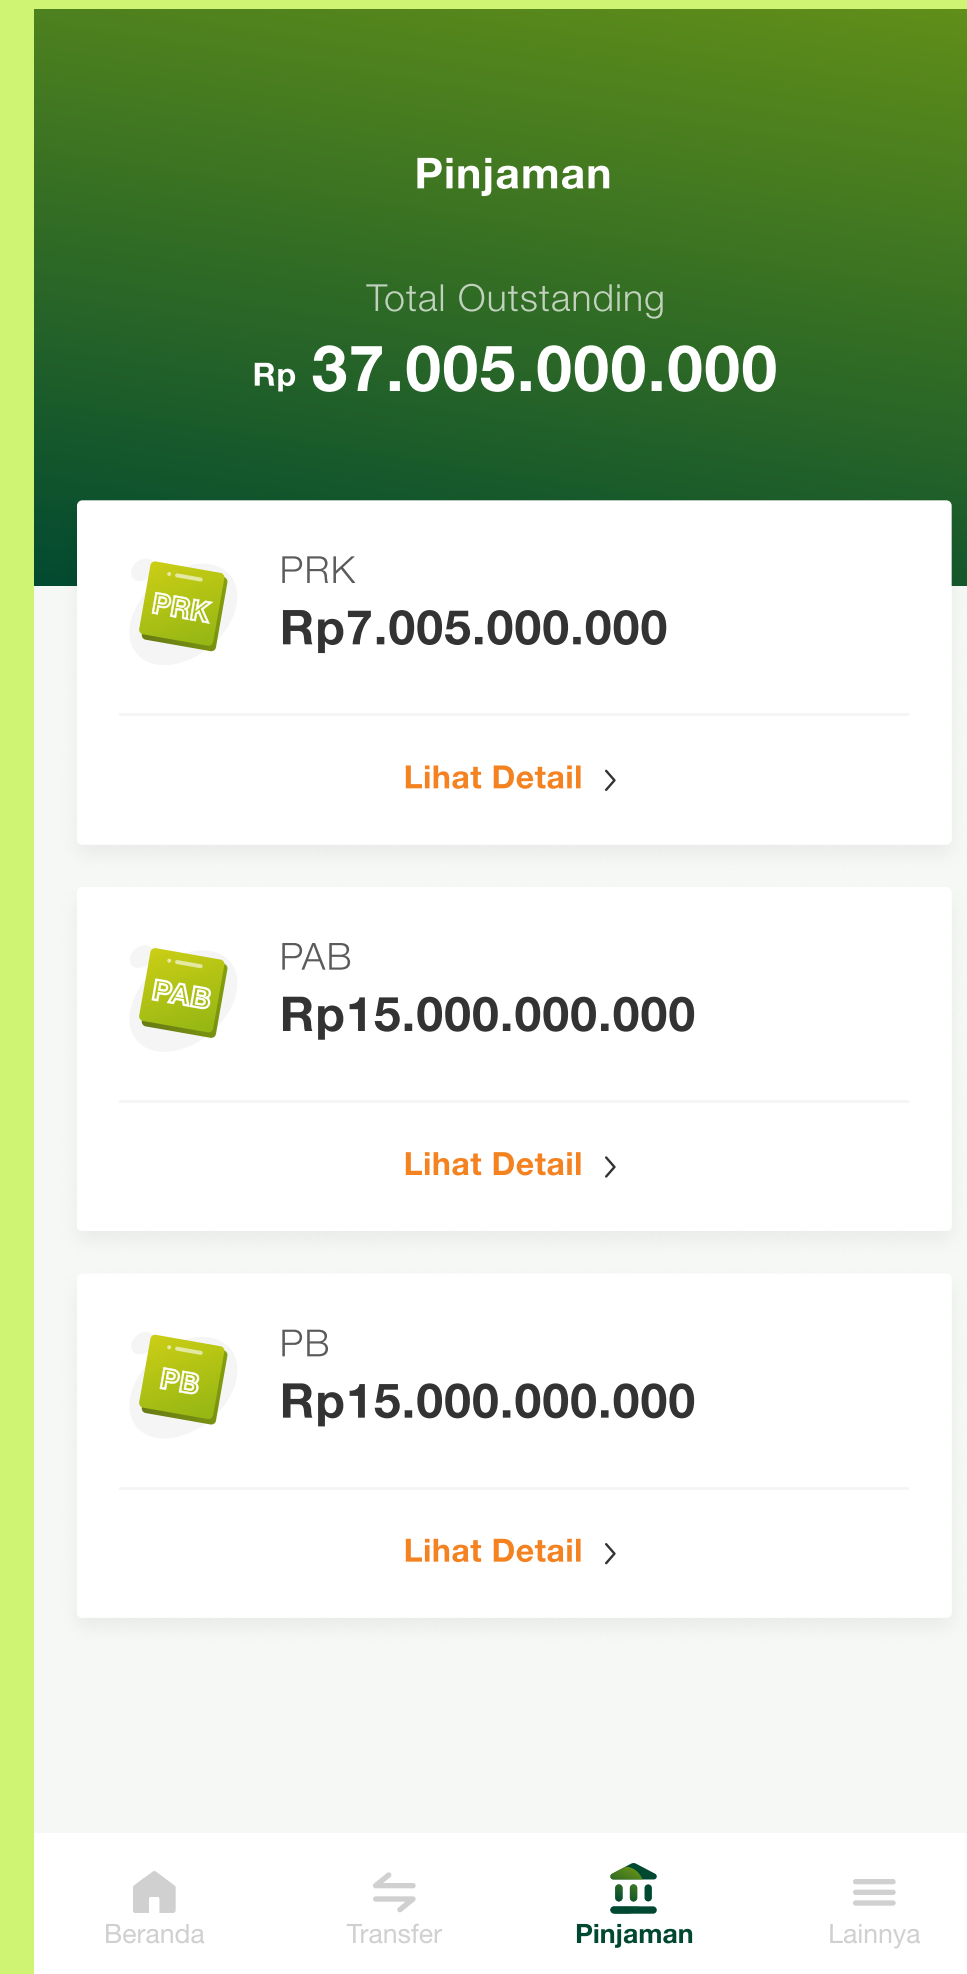 Pinjaman
Total Outstanding
Rp 37.005.000.000
PRK
PRK
Rp7.005.000.000
Lihat Detail
PAB
PAB
Rp15.000.000.000
Lihat Detail
PB
PB
Rp15.000.000.000
Lihat Detail
Beranda Transfer Pinjaman Lainnya